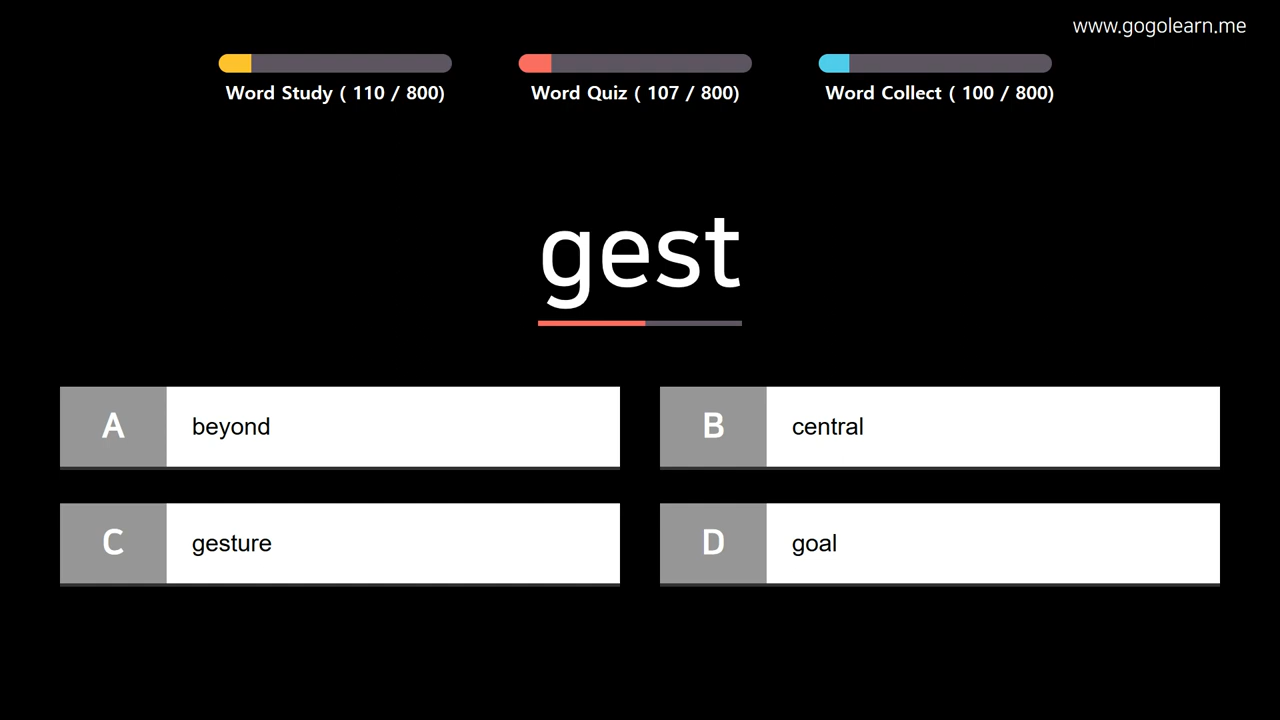 www.gogolearn.me
Word Study ( 110 / 800)
Word Quiz ( 107 / 800)
Word Collect ( 100 / 800)
gest
A beyond
B central
C gesture
D goal